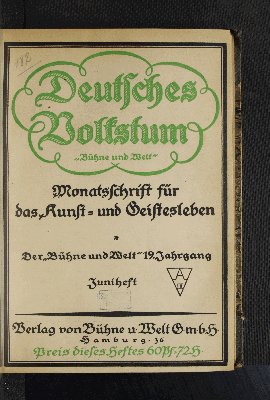 Deutsches
Volkstum
„Bühne und Welt“
Monatsschrift für
das Kunst- und Geistesleben
*
Der „Bühne und Welt“ 19. Jahrgang
Juniheft
Verlag von Bühne u. Welt G.m.b.H.
Hamburg. 36
Preis dieses Heftes 60 Pf. 72 H.